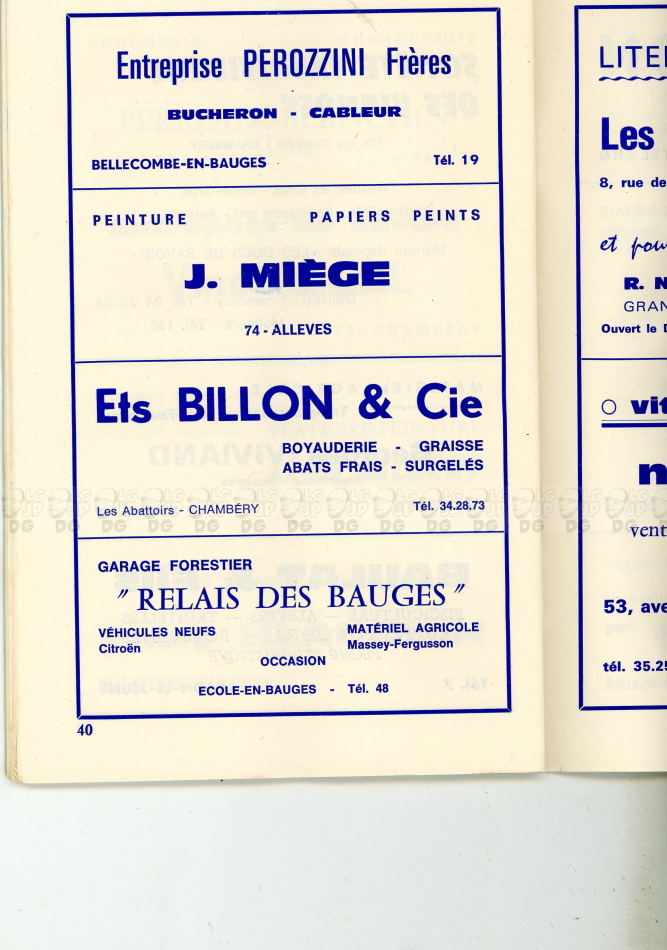 Entreprise PEROZZINI Frères
BUCHERON - CABLEUR
BELLECOMBE-EN-BAUGES Tél. 19
PEINTURE PAPIERS PEINTS
J. MIÈGE
74 - ALLEVES
Ets BILLON & Cie
BOYAUDERIE - GRAISSE
ABATS FRAIS - SURGELÉS
Les Abattoirs - CHAMBÉRY Tél. 34.28.73
GARAGE FORESTIER
" RELAIS DES BAUGES "
VÉHICULES NEUFS MATÉRIEL AGRICOLE
Citroën Massey-Fergusson
OCCASION
ECOLE-EN-BAUGES - Tél. 48
40
LITE
Les
8, rue de
et pour
R. N
GRAN
Ouvert le D
vit
n
vent
53, ave
tél. 35.25